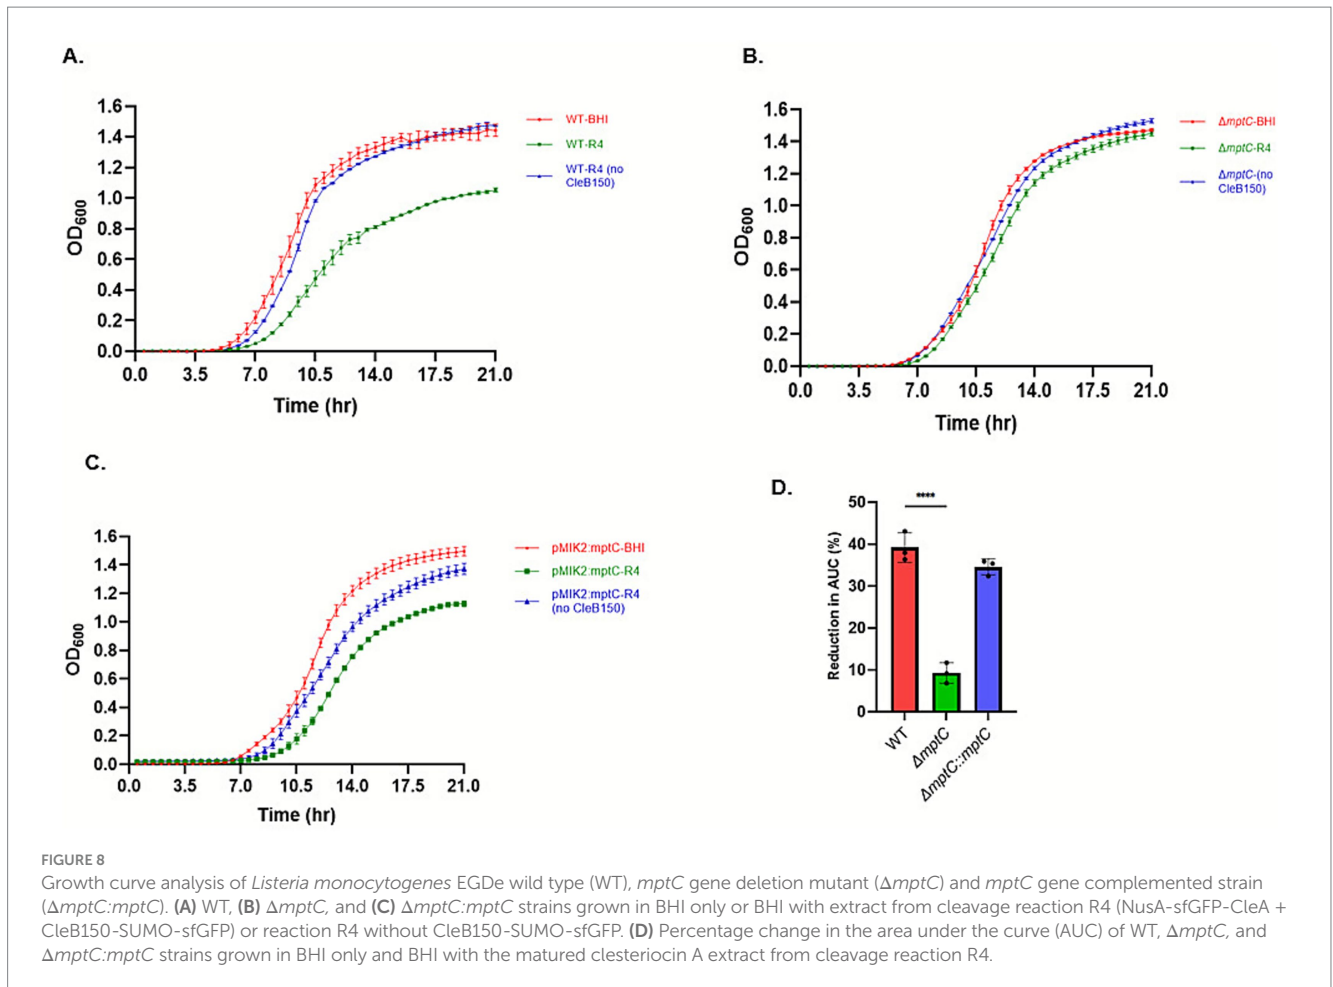 A.
1.6
1.4
1.2
1.0
0.8
0.6
0.4
0.2
0.0
OD600
0.0 3.5 7.0 10.5 14.0 17.5 21.0
Time (hr)
WT-BHI
WT-R4
WT-R4 (no
CleB150)
B.
1.6
1.4
1.2
1.0
0.8
0.6
0.4
0.2
0.0
OD600
0.0 3.5 7.0 10.5 14.0 17.5 21.0
Time (hr)
ΔmptC-BHI
ΔmptC-R4
ΔmptC-(no
CleB150)
C.
1.6
1.4
1.2
1.0
0.8
0.6
0.4
0.2
0.0
OD600
0.0 3.5 7.0 10.5 14.0 17.5 21.0
Time (hr)
pMIK2:mptC-BHI
pMIK2:mptC-R4
pMIK2:mptC-R4
(no CleB150)
D.
50
40
30
20
10
0
Reduction in AUC (%)
****
WT
ΔmptC
ΔmptC::mptC
FIGURE 8
Growth curve analysis of Listeria monocytogenes EGDe wild type (WT), mptC gene deletion mutant (ΔmptC) and mptC gene complemented strain
(ΔmptC:mptC). (A) WT, (B) ΔmptC, and (C) ΔmptC:mptC strains grown in BHI only or BHI with extract from cleavage reaction R4 (NusA-sfGFP-CleA +
CleB150-SUMO-sfGFP) or reaction R4 without CleB150-SUMO-sfGFP. (D) Percentage change in the area under the curve (AUC) of WT, ΔmptC, and
ΔmptC:mptC strains grown in BHI only and BHI with the matured clesteriocin A extract from cleavage reaction R4.